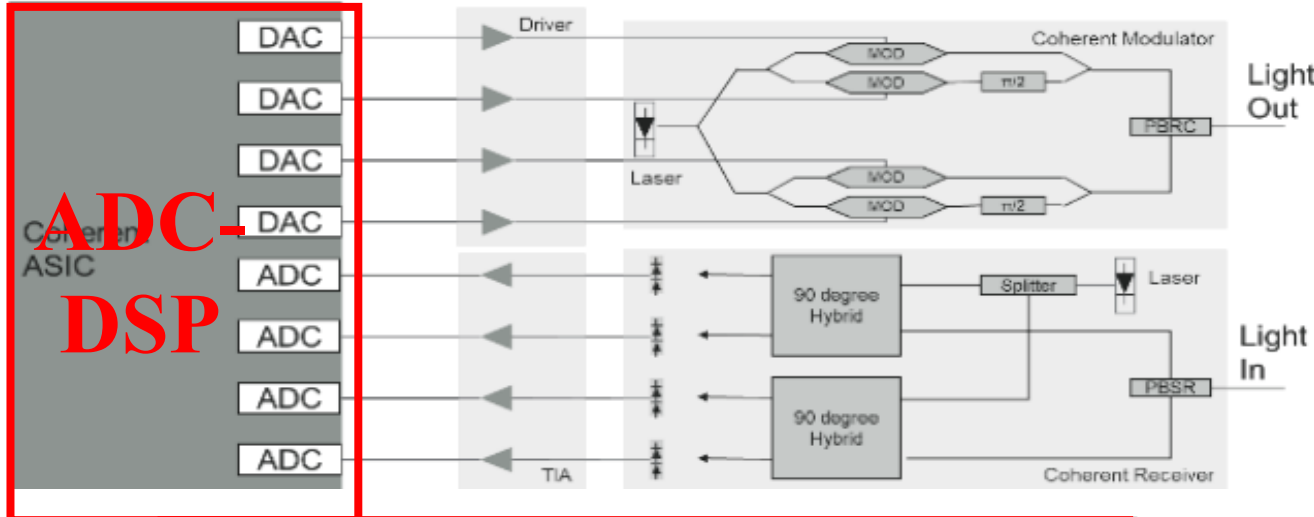 DAC
DAC
DAC
DAC
ADC
ADC
ADC
ADC
Coherent
ASIC
ADC-
DSP
Driver
TIA
Coherent Modulator
MOD
MOD
π/2
Laser
MOD
MOD
π/2
PBRC
Light
Out
90 degree
Hybrid
90 degree
Hybrid
Splitter
Laser
PBSR
Light
In
Coherent Receiver